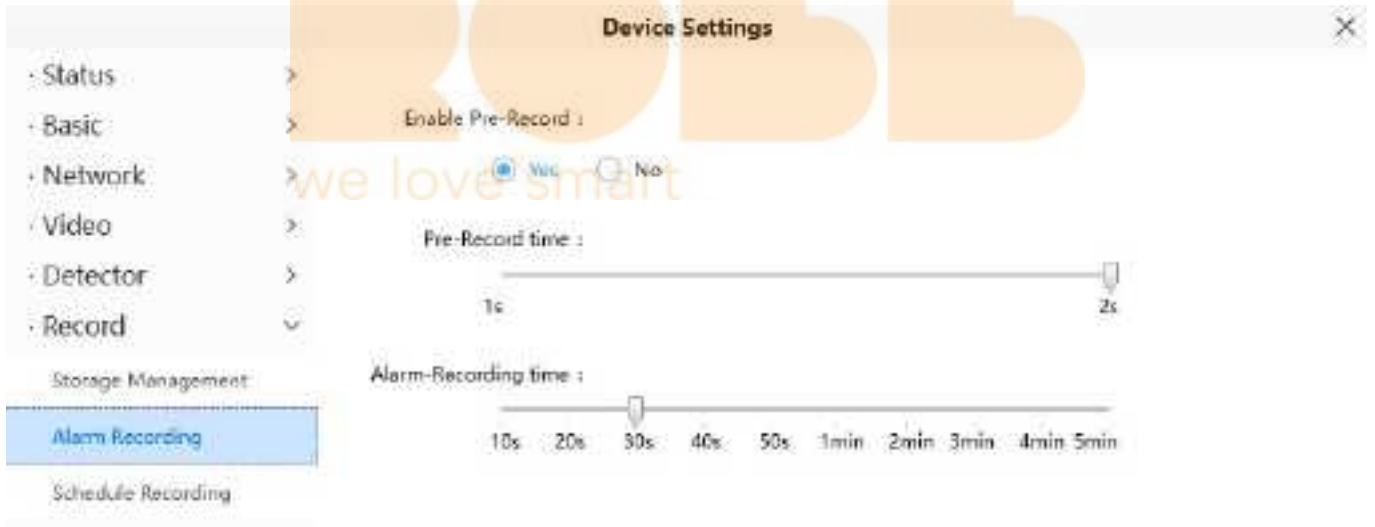 Device Settings
Status
Basic
Network
Video
Detector
Record
Storage Management
Alarm Recording
Schedule Recording
Enable Pre-Record :
Yes No
Pre-Record time :
1s 2s
Alarm-Recording time :
10s 20s 30s 40s 50s 1min 2min 3min 4min 5min
ROBB
we love smart